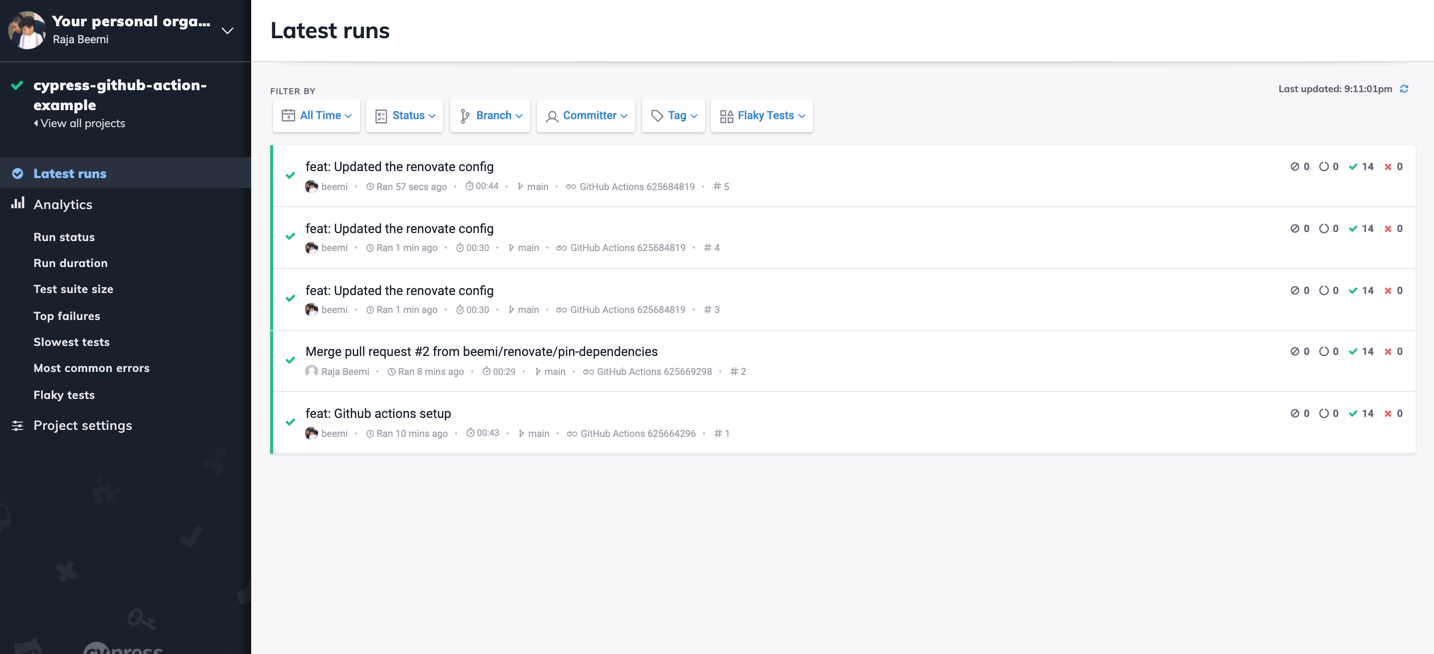 Your personal orga...
Raja Beemi
cypress-github-action-
example
View all projects
Latest runs
Analytics
Run status
Run duration
Test suite size
Top failures
Slowest tests
Most common errors
Flaky tests
Project settings
cypress
Latest runs
FILTER BY
Last updated: 9:11:01pm
All Time Status Branch Committer Tag Flaky Tests
feat: Updated the renovate config 0 0 14 0
beemi • Ran 57 secs ago • 00:44 • main • GitHub Actions 625684819 • # 5
feat: Updated the renovate config 0 0 14 0
beemi • Ran 1 min ago • 00:30 • main • GitHub Actions 625684819 • # 4
feat: Updated the renovate config 0 0 14 0
beemi • Ran 1 min ago • 00:30 • main • GitHub Actions 625684819 • # 3
Merge pull request #2 from beemi/renovate/pin-dependencies 0 0 14 0
Raja Beemi • Ran 8 mins ago • 00:29 • main • GitHub Actions 625669298 • # 2
feat: Github actions setup 0 0 14 0
beemi • Ran 10 mins ago • 00:43 • main • GitHub Actions 625664296 • # 1